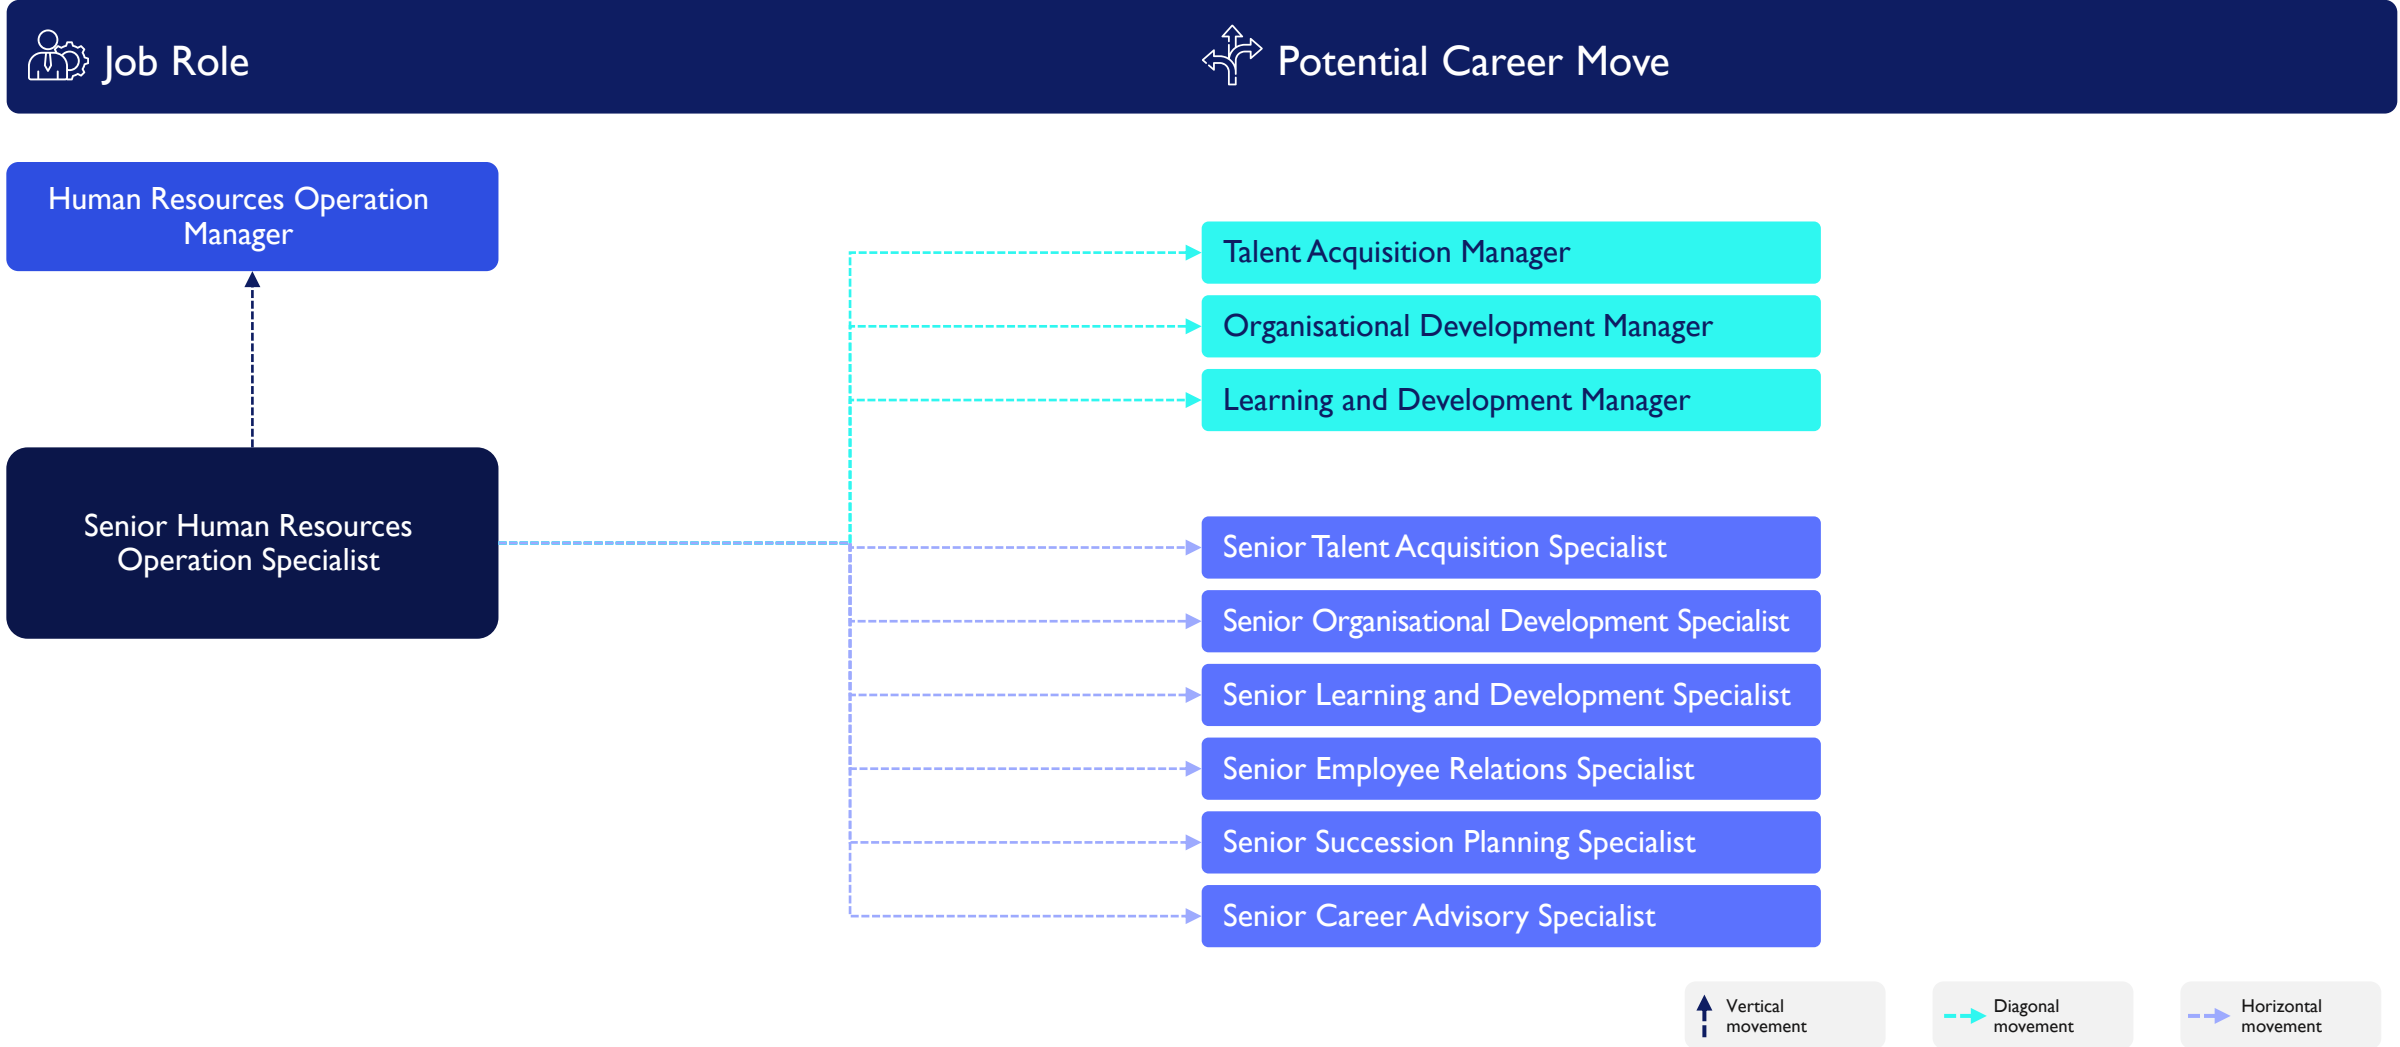 Job Role
Potential Career Move
Human Resources Operation
Manager
Senior Human Resources
Operation Specialist
Talent Acquisition Manager
Organisational Development Manager
Learning and Development Manager
Senior Talent Acquisition Specialist
Senior Organisational Development Specialist
Senior Learning and Development Specialist
Senior Employee Relations Specialist
Senior Succession Planning Specialist
Senior Career Advisory Specialist
Vertical
movement
Diagonal
movement
Horizontal
movement